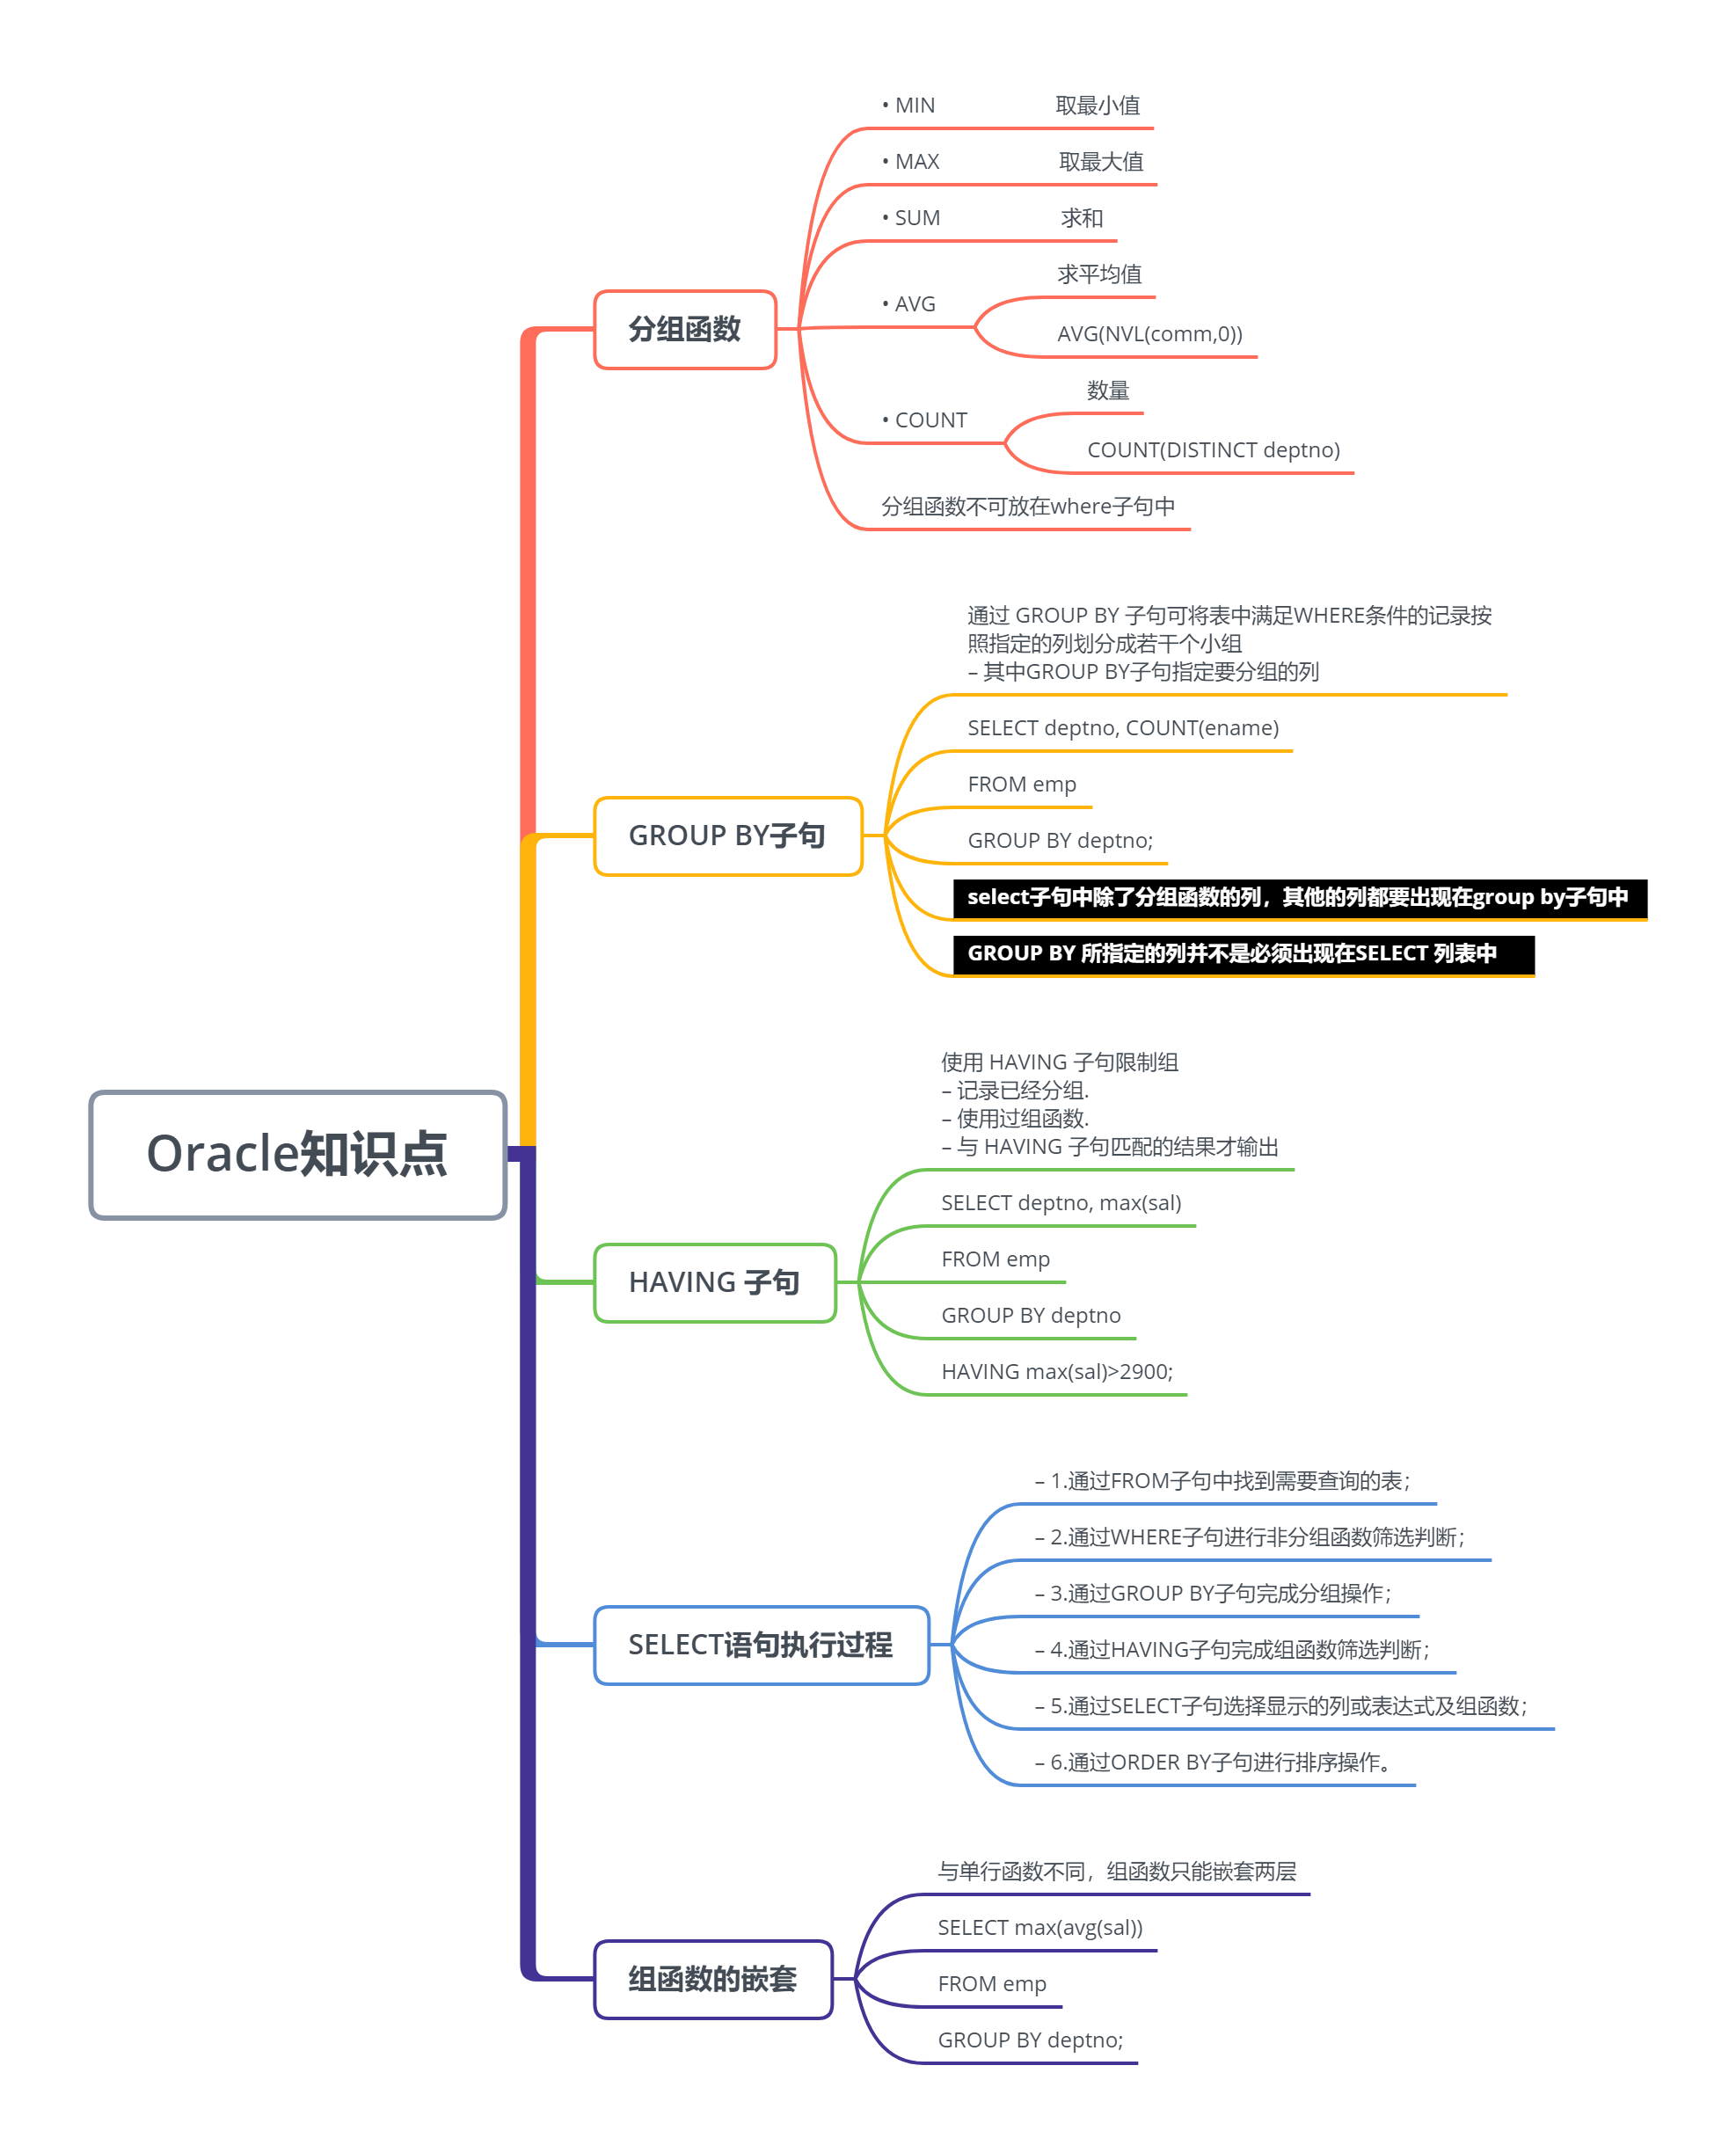 Oracle知识点
分组函数
• MIN 取最小值
• MAX 取最大值
• SUM 求和
• AVG
求平均值
AVG(NVL(comm,0))
• COUNT
数量
COUNT(DISTINCT deptno)
分组函数不可放在where子句中
GROUP BY子句
通过 GROUP BY 子句可将表中满足WHERE条件的记录按
照指定的列划分成若干个小组
– 其中GROUP BY子句指定要分组的列
SELECT deptno, COUNT(ename)
FROM emp
GROUP BY deptno;
select子句中除了分组函数的列，其他的列都要出现在group by子句中
GROUP BY 所指定的列并不是必须出现在SELECT 列表中
HAVING 子句
使用 HAVING 子句限制组
– 记录已经分组.
– 使用过组函数.
– 与 HAVING 子句匹配的结果才输出
SELECT deptno, max(sal)
FROM emp
GROUP BY deptno
HAVING max(sal)>2900;
SELECT语句执行过程
– 1.通过FROM子句中找到需要查询的表；
– 2.通过WHERE子句进行非分组函数筛选判断；
– 3.通过GROUP BY子句完成分组操作；
– 4.通过HAVING子句完成组函数筛选判断；
– 5.通过SELECT子句选择显示的列或表达式及组函数；
– 6.通过ORDER BY子句进行排序操作。
组函数的嵌套
与单行函数不同，组函数只能嵌套两层
SELECT max(avg(sal))
FROM emp
GROUP BY deptno;